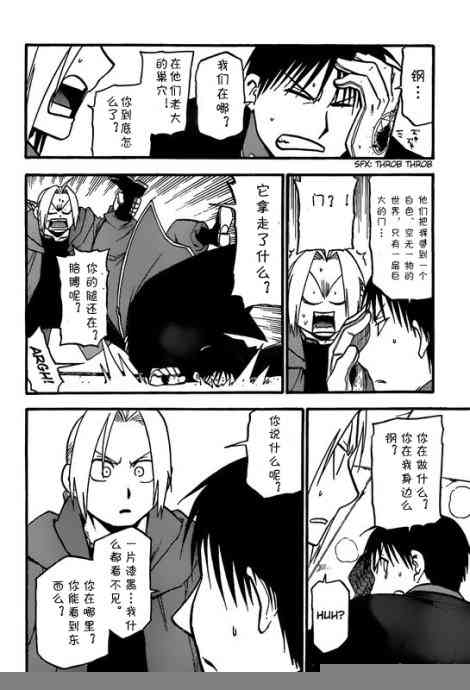 钢…
我们在哪？
在他们老大
的巢穴！
你到底怎
么了？
SFX: THROB THROB
他们把我带到一个
白色、空无一物的
世界，只有一扇巨
大的门…
门？！
它拿走了什么？
你的腿还在？
胳膊呢？
ARGH!
你在做什么？
你在我身边么
钢？
HUH?
你说什么呢？
一片漆黑…我什
么都看不见。
你在哪里？
你能看到东
西么？